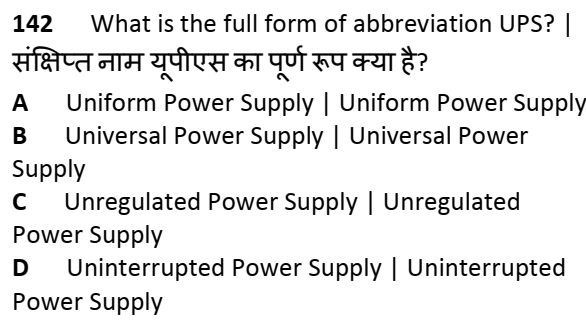 142 What is the full form of abbreviation UPS? |
संक्षिप्त नाम यूपीएस का पूर्ण रूप क्या है?
A Uniform Power Supply | Uniform Power Supply
B Universal Power Supply | Universal Power
Supply
C Unregulated Power Supply | Unregulated
Power Supply
D Uninterrupted Power Supply | Uninterrupted
Power Supply